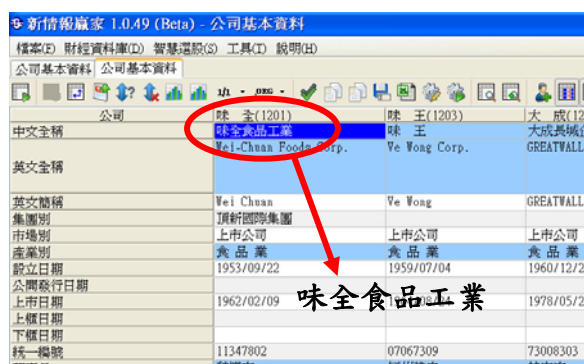 新情報贏家 1.0.49 (Beta) - 公司基本資料
檔案(F) 財經資料庫(D) 智慧選股(S) 工具(T) 說明(H)
公司基本資料 公司基本資料
公司 味 全(1201) 味 王(1203) 大 成(12
中文全稱 味全食品工業 味 王 大成長城
英文全稱 Wei-Chuan Foods Corp. Ve Wong Corp. GREATWALL
英文簡稱 Wei Chuan Ve Wong GREATWALL
集團別 頂新國際集團
市場別 上市公司 上市公司 上市公司
產業別 食 品 業 食 品 業 食 品 業
設立日期 1953/09/22 1959/07/04 1960/12/2
公開發行日期
上市日期 1962/02/09 1978/05/2
味全食品工業
上櫃日期
下櫃日期
統一編號 11347802 07067309 73008303